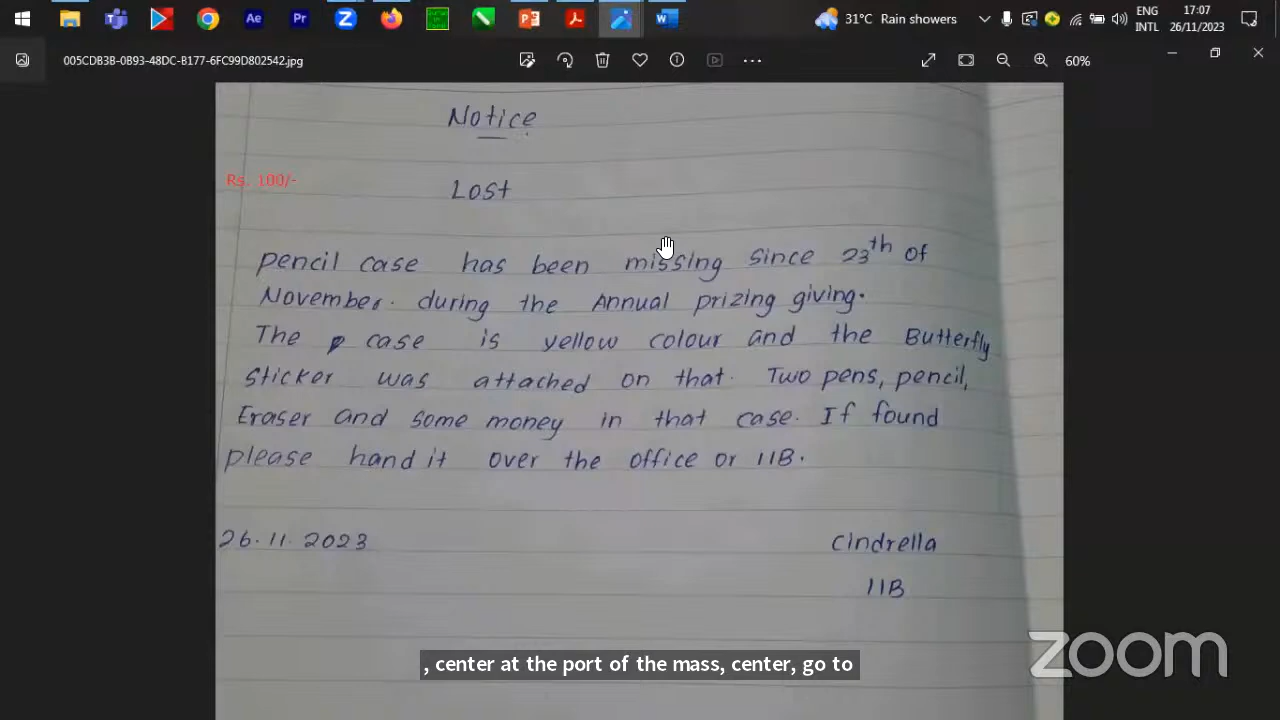 Ae
Pr
31°C Rain showers
ENG
INTL
17:07
26/11/2023
005CDB3B-0B93-48DC-B177-6FC99D802542.jpg
60%
Notice
Rs. 100/-
Lost
pencil case has been missing since 23th of
November. during the Annual prizing giving.
The p case is yellow colour and the Butterfly
sticker was attached on that. Two pens, pencil,
Eraser and some money in that case. If found
please hand it over the office or 11B.
26.11.2023
Cindrella
11B
, center at the port of the mass, center, go to
zoom